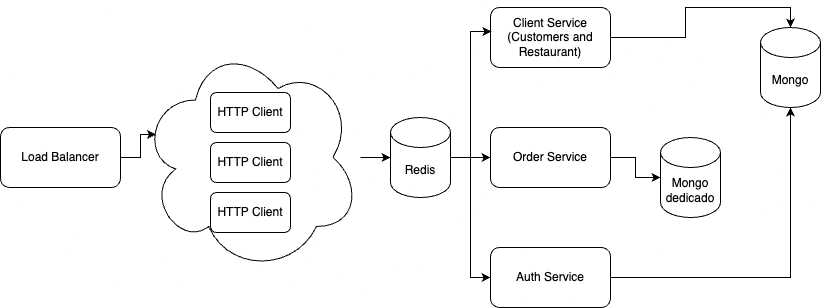 Client Service
(Customers and
Restaurant)
Mongo
HTTP Client
Load Balancer
HTTP Client
HTTP Client
Redis
Order Service
Mongo
dedicado
Auth Service